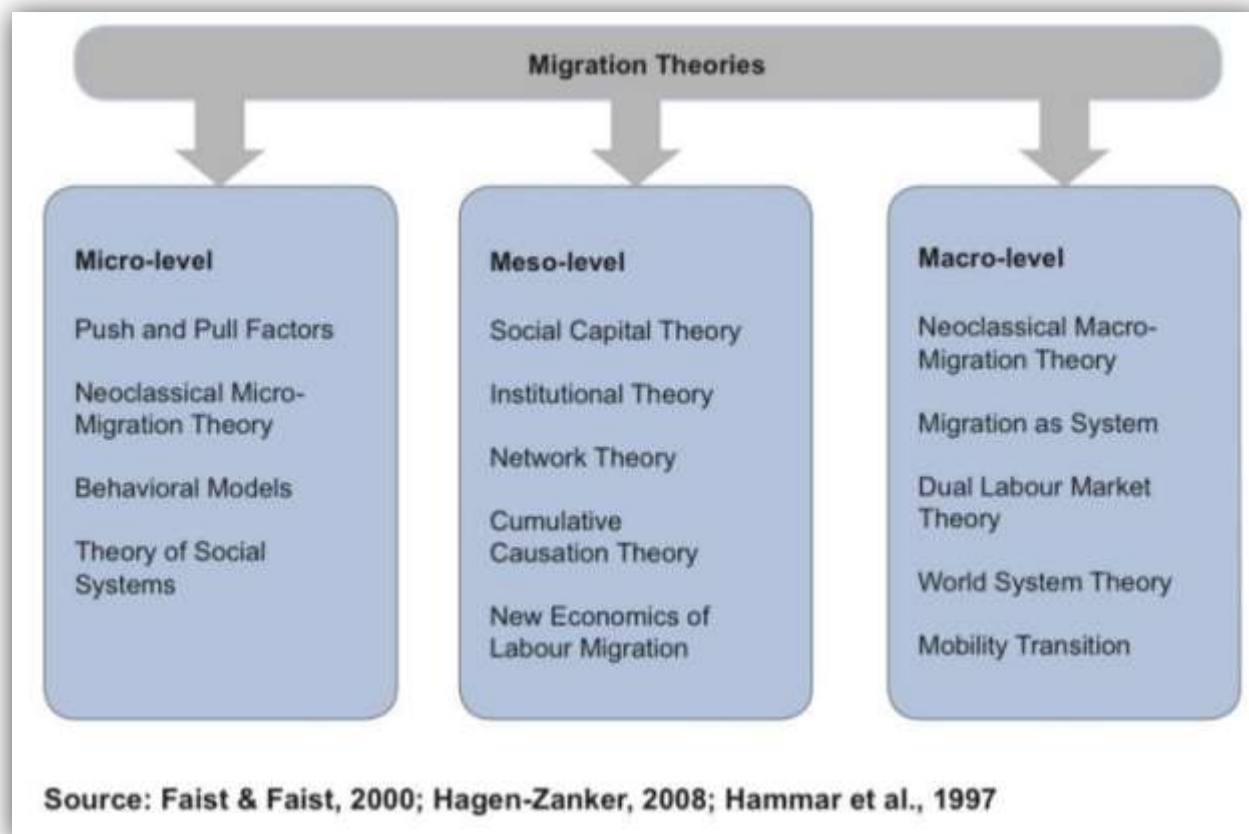 Migration Theories
Micro-level
Push and Pull Factors
Neoclassical Micro-
Migration Theory
Behavioral Models
Theory of Social
Systems
Meso-level
Social Capital Theory
Institutional Theory
Network Theory
Cumulative
Causation Theory
New Economics of
Labour Migration
Macro-level
Neoclassical Macro-
Migration Theory
Migration as System
Dual Labour Market
Theory
World System Theory
Mobility Transition
Source: Faist & Faist, 2000; Hagen-Zanker, 2008; Hammar et al., 1997